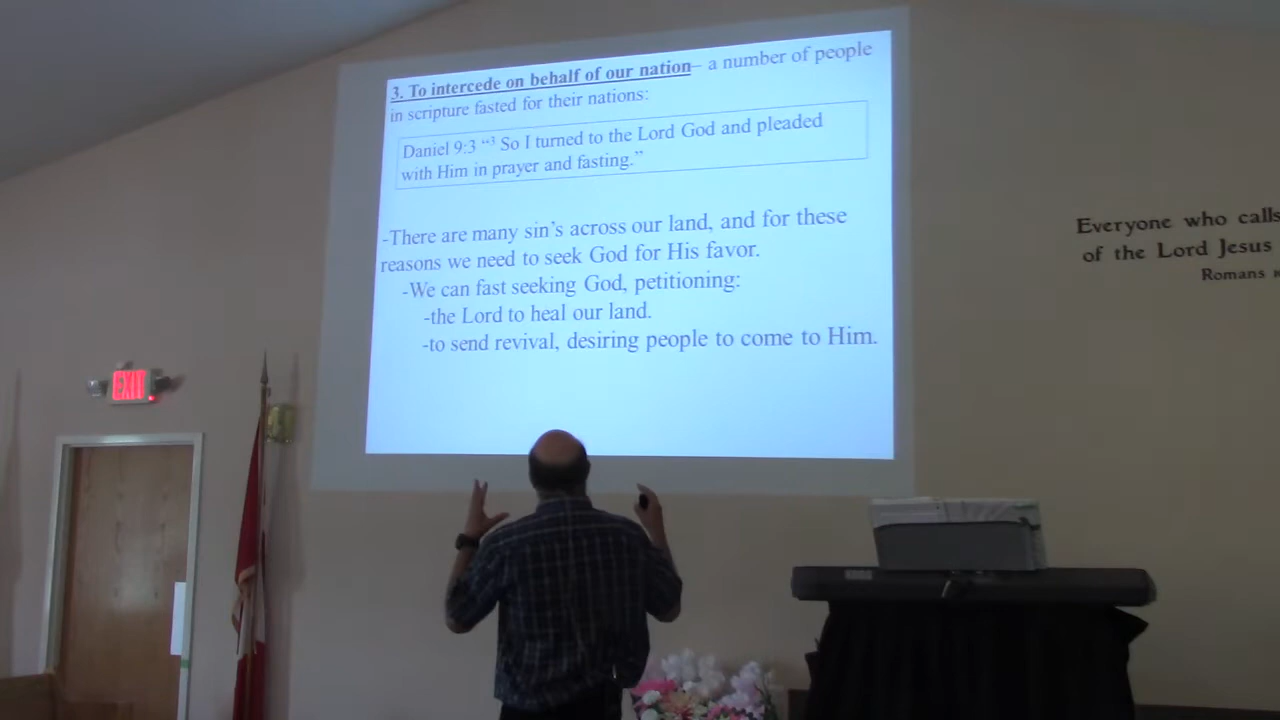 3. To intercede on behalf of our nation– a number of people
in scripture fasted for their nations:
Daniel 9:3 “³ So I turned to the Lord God and pleaded
with Him in prayer and fasting.”
-There are many sin’s across our land, and for these
reasons we need to seek God for His favor.
-We can fast seeking God, petitioning:
-the Lord to heal our land.
-to send revival, desiring people to come to Him.
Everyone who calls
of the Lord Jesus
Romans
EXIT